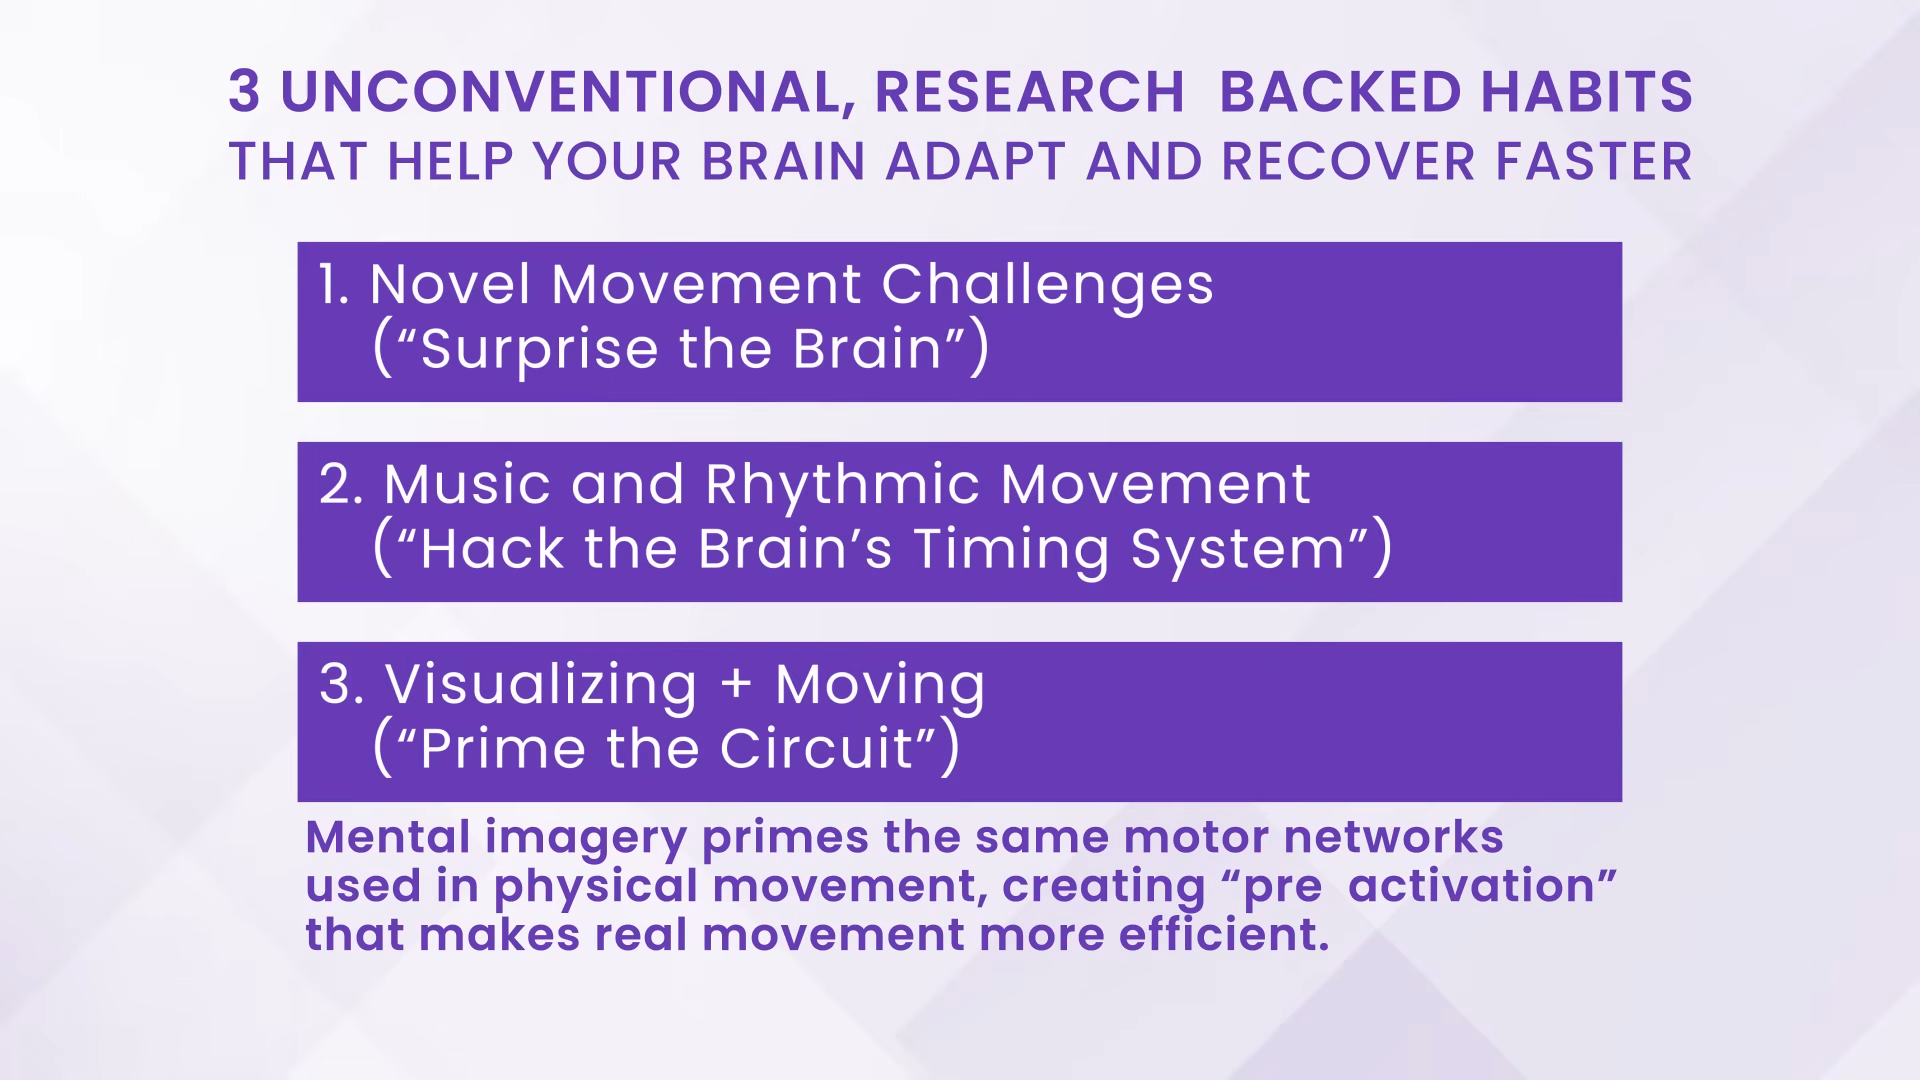 3 UNCONVENTIONAL, RESEARCH  BACKED HABITS
THAT HELP YOUR BRAIN ADAPT AND RECOVER FASTER
1. Novel Movement Challenges
(“Surprise the Brain”)
2. Music and Rhythmic Movement
(“Hack the Brain’s Timing System”)
3. Visualizing + Moving
(“Prime the Circuit”)
Mental imagery primes the same motor networks
used in physical movement, creating “pre  activation”
that makes real movement more efficient.